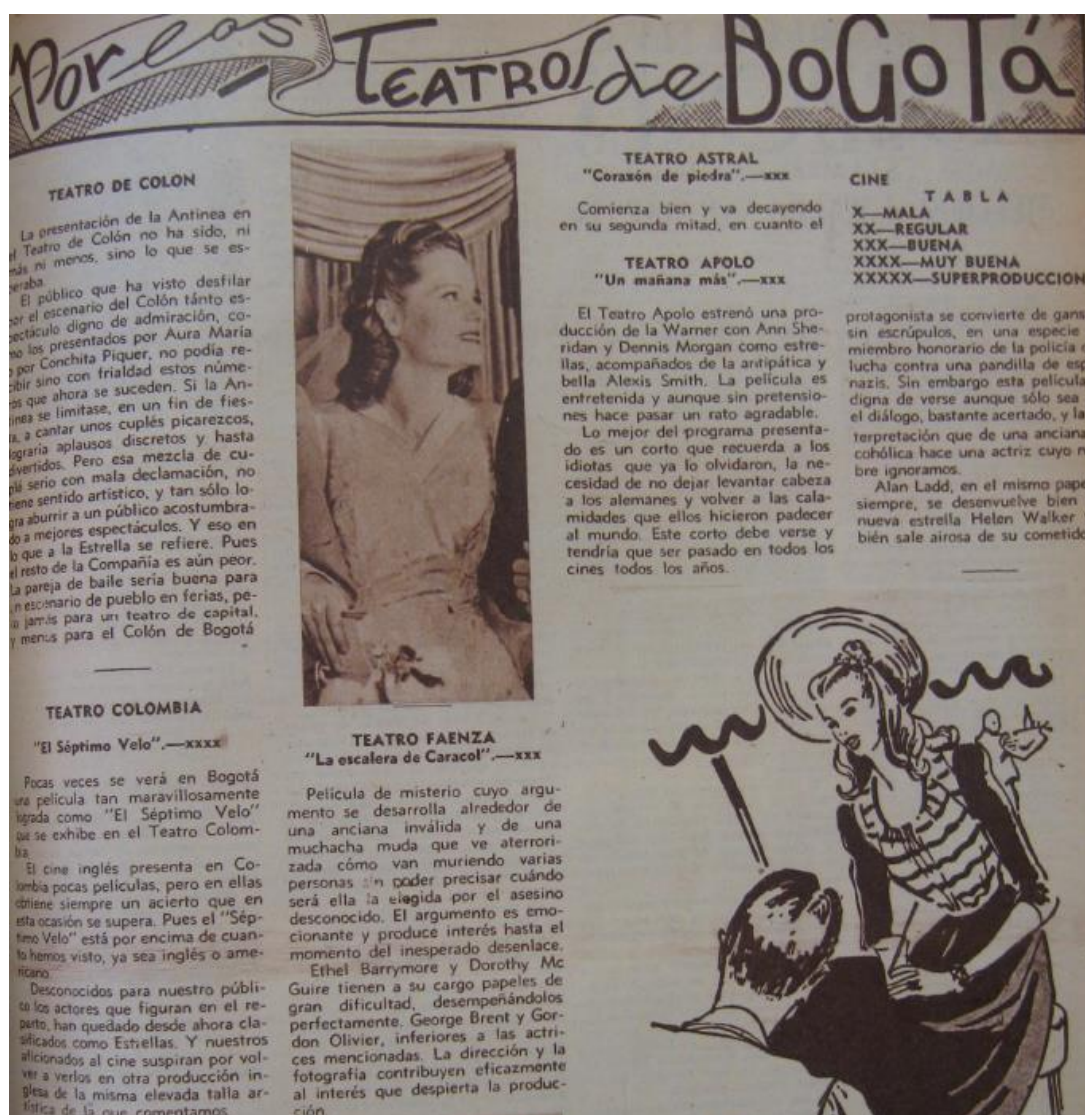 Por los TEATROS de BOGOTÁ
TEATRO DE COLON
La presentación de la Antinea en
el Teatro de Colón no ha sido, ni
más ni menos, sino lo que se es-
peraba.
El público que ha visto desfilar
por el escenario del Colón tánto es-
pectáculo digno de admiración, co-
mo los presentados por Aura María
o por Conchita Piquer, no podía re-
cibir sino con frialdad estos núme-
ros que ahora se suceden. Si la An-
tinea se limitase, en un fin de fies-
ta, a cantar unos cuplés picarezcos,
lograría aplausos discretos y hasta
divertidos. Pero esa mezcla de cu-
plé serio con mala declamación, no
tiene sentido artístico, y tan sólo lo-
gra aburrir a un público acostumbra-
do a mejores espectáculos. Y eso en
lo que a la Estrella se refiere. Pues
el resto de la Compañía es aún peor.
La pareja de baile sería buena para
un escenario de pueblo en ferias, pe-
ro jamás para un teatro de capital,
y menos para el Colón de Bogotá
TEATRO COLOMBIA
"El Séptimo Velo".—xxxx
Pocas veces se verá en Bogotá
una película tan maravillosamente
lograda como "El Séptimo Velo"
que se exhibe en el Teatro Colom-
bia.
El cine inglés presenta en Co-
lombia pocas películas, pero en ellas
obtiene siempre un acierto que en
esta ocasión se supera. Pues el "Sép-
timo Velo" está por encima de cuan-
to hemos visto, ya sea inglés o ame-
ricano.
Desconocidos para nuestro públi-
co los actores que figuran en el re-
parto, han quedado desde ahora cla-
sificados como Estrellas. Y nuestros
aficionados al cine suspiran por vol-
ver a verlos en otra producción in-
glesa de la misma elevada talla ar-
tística de la que comentamos.
TEATRO FAENZA
"La escalera de Caracol".—xxx
Película de misterio cuyo argu-
mento se desarrolla alrededor de
una anciana inválida y de una
muchacha muda que ve aterrori-
zada cómo van muriendo varias
personas sin poder precisar cuándo
será ella la elegida por el asesino
desconocido. El argumento es emo-
cionante y produce interés hasta el
momento del inesperado desenlace.
Ethel Barrymore y Dorothy Mc
Guire tienen a su cargo papeles de
gran dificultad, desempeñándolos
perfectamente. George Brent y Gor-
don Olivier, inferiores a las actri-
ces mencionadas. La dirección y la
fotografía contribuyen eficazmente
al interés que despierta la produc-
ción.
TEATRO ASTRAL
"Corazón de piedra".—xxx
Comienza bien y va decayendo
en su segunda mitad, en cuanto el
TEATRO APOLO
"Un mañana más".—xxx
El Teatro Apolo estrenó una pro-
ducción de la Warner con Ann She-
ridan y Dennis Morgan como estre-
llas, acompañados de la antipática y
bella Alexis Smith. La película es
entretenida y aunque sin pretensio-
nes hace pasar un rato agradable.
Lo mejor del programa presenta-
do es un corto que recuerda a los
idiotas que ya lo olvidaron, la ne-
cesidad de no dejar levantar cabeza
a los alemanes y volver a las cala-
midades que ellos hicieron padecer
al mundo. Este corto debe verse y
tendría que ser pasado en todos los
cines todos los años.
CINE
TABLA
X—MALA
XX—REGULAR
XXX—BUENA
XXXX—MUY BUENA
XXXXX—SUPERPRODUCCION
protagonista se convierte de
sin escrúpulos, en una especie
miembro honorario de la policía
lucha contra una pandilla de
nazis. Sin embargo esta película
digna de verse aunque sólo sea
el diálogo, bastante acertado, y
terpretación que de una anciana
cohólica hace una actriz cuyo
bre ignoramos.
Alan Ladd, en el mismo
siempre, se desenvuelve bien
nueva estrella Helen Walker
bién sale airosa de su cometido